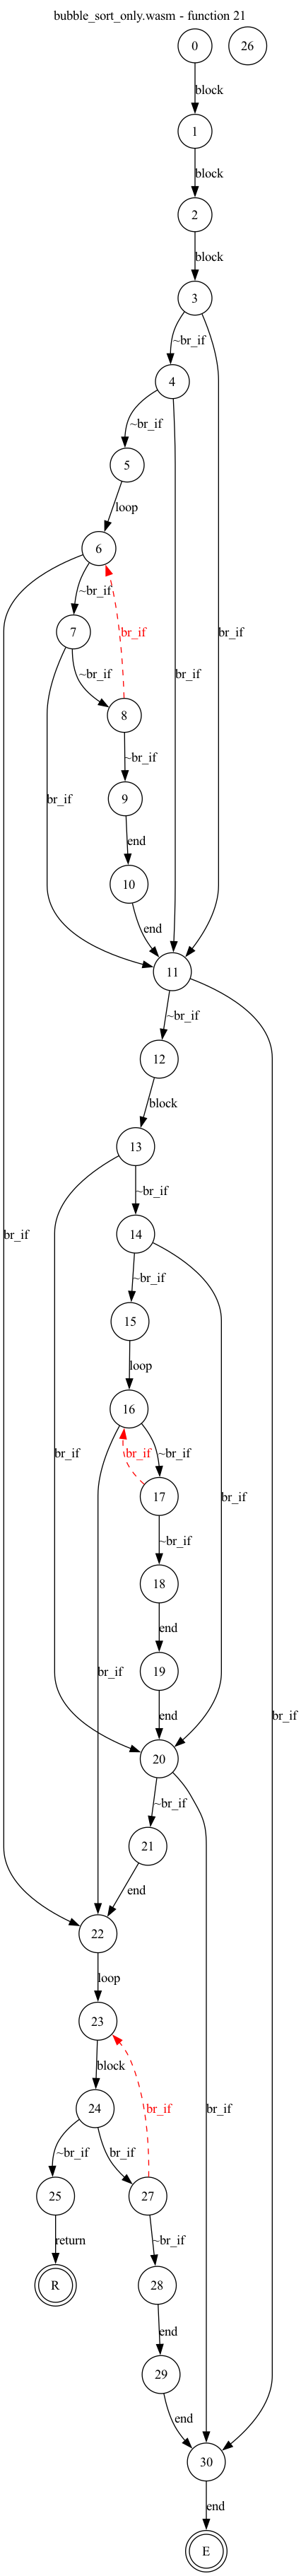 bubble_sort_only.wasm - function 21
0 26
block
1
block
2
block
3
~br_if
4
~br_if
5
loop
6
~br_if
7 br_if br_if br_if
~br_if
8
~br_if
br_if 9
end
10
end
11
~br_if
12
block
13
~br_if
br_if 14
~br_if
15
loop
16
br_if br_if ~br_if br_if
17
~br_if
18
end
br_if 19 br_if
end
20
~br_if
21
end
22
loop
23
block
24 br_if br_if
~br_if br_if
25 27
return ~br_if
R 28
end
29
end
30
end
E